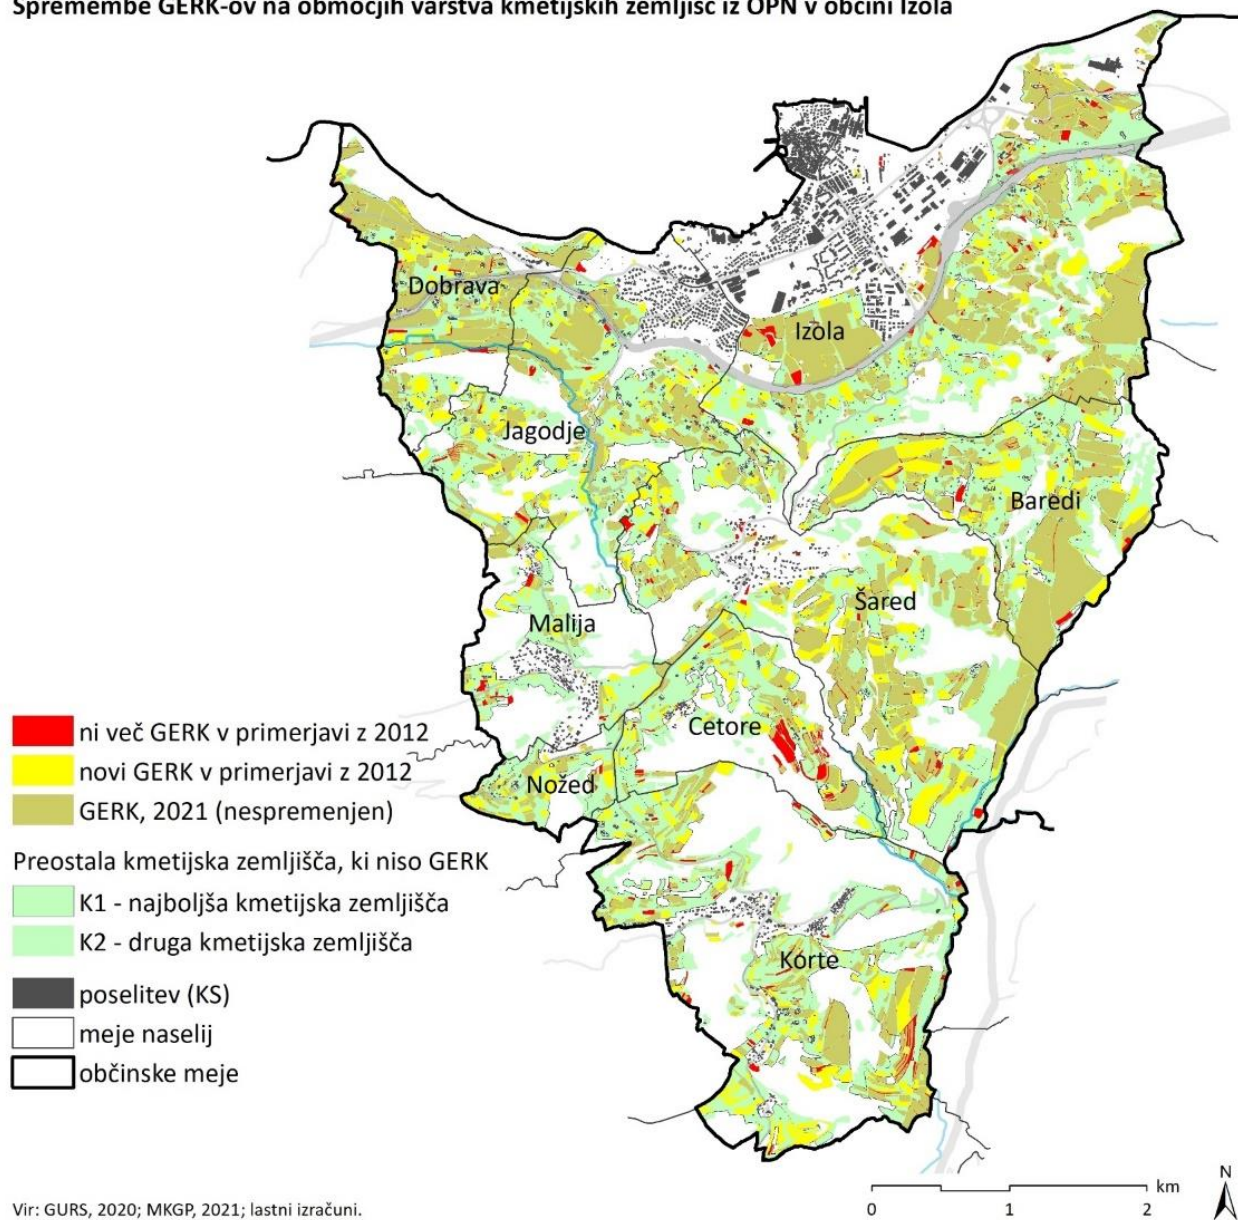 Spremembe GERK-ov na območjih varstva kmetijskih zemljišč iz OPN v občini Izola
Dobrava
Izola
Jagodje
Baredi
Šared
Malija
Cetore
Nožed
Korte
ni več GERK v primerjavi z 2012
novi GERK v primerjavi z 2012
GERK, 2021 (nespremenjen)
Preostala kmetijska zemljišča, ki niso GERK
K1 - najboljša kmetijska zemljišča
K2 - druga kmetijska zemljišča
poselitev (KS)
meje naselij
občinske meje
Vir: GURS, 2020; MKGP, 2021; lastni izračuni.
km
0 1 2
N